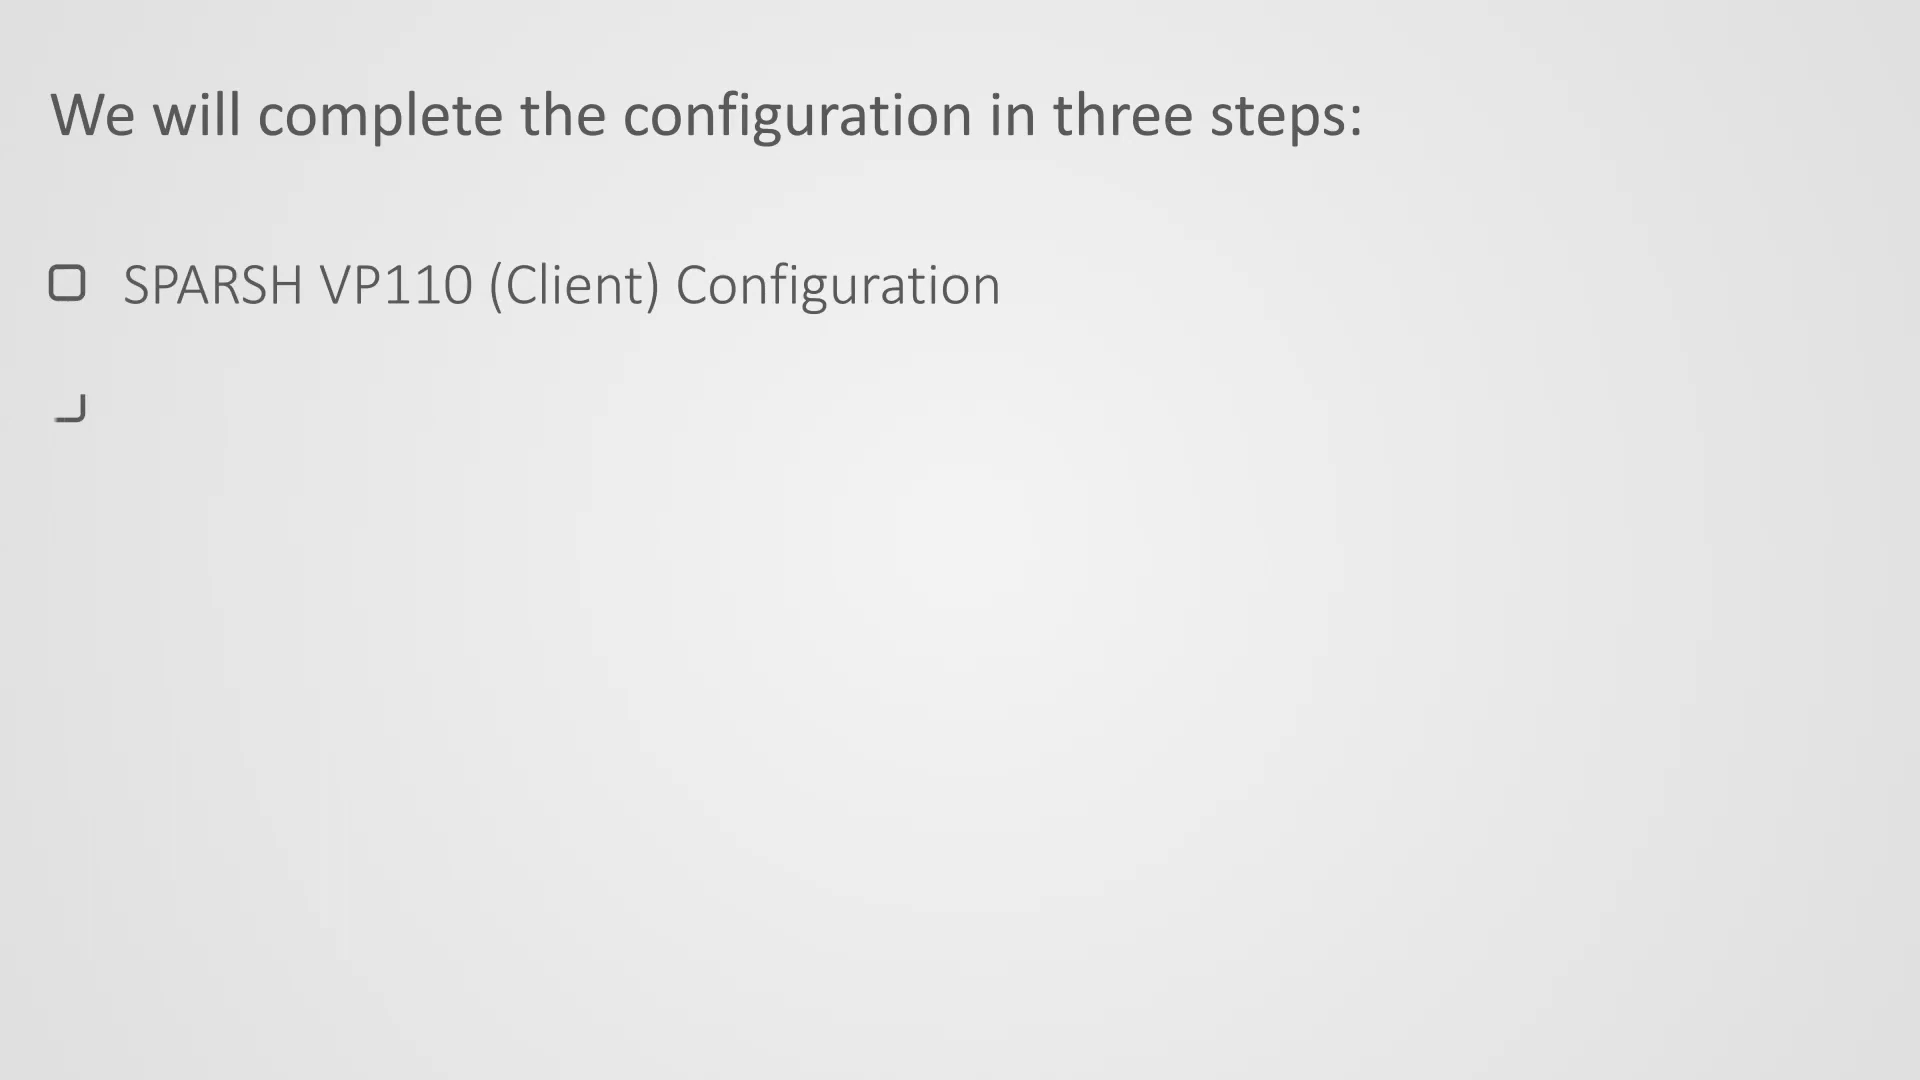 We will complete the configuration in three steps:
SPARSH VP110 (Client) Configuration